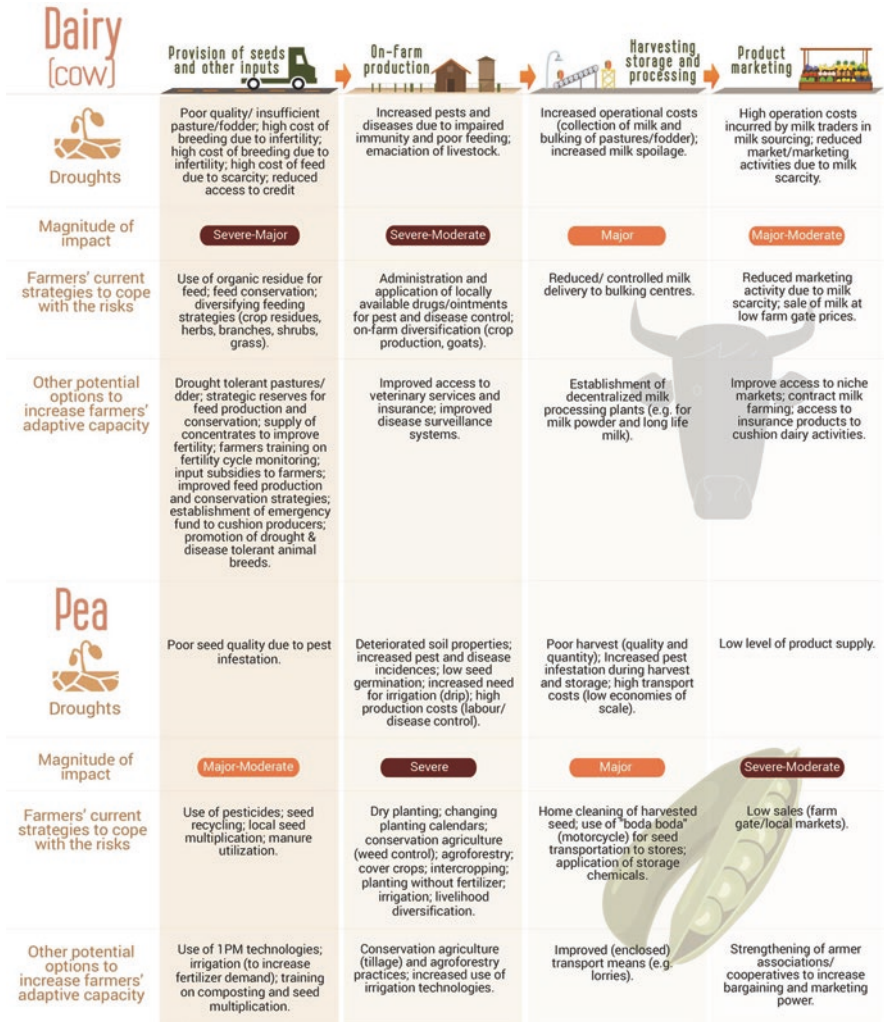 Dairy
(cow)
Provision of seeds
and other inputs
On-farm
production
Harvesting
storage and
processing
Product
marketing
Droughts
Poor quality/ insufficient
pasture/fodder; high cost of
breeding due to infertility;
high cost of breeding due to
infertility; high cost of feed
due to scarcity; reduced
access to credit
Increased pests and
diseases due to impaired
immunity and poor feeding;
emaciation of livestock.
Increased operational costs
(collection of milk and
bulking of pastures/fodder);
increased milk spoilage.
High operation costs
incurred by milk traders in
milk sourcing; reduced
market/marketing
activities due to milk
scarcity.
Magnitude of
impact
Severe-Major
Severe-Moderate
Major
Major-Moderate
Farmers' current
strategies to cope
with the risks
Use of organic residue for
feed; feed conservation;
diversifying feeding
strategies (crop residues,
herbs, branches, shrubs,
grass).
Administration and
application of locally
available drugs/ointments
for pest and disease control;
on-farm diversification (crop
production, goats).
Reduced/ controlled milk
delivery to bulking centres.
Reduced marketing
activity due to milk
scarcity; sale of milk at
low farm gate prices.
Other potential
options to
increase farmers'
adaptive capacity
Drought tolerant pastures/
dder; strategic reserves for
feed production and
conservation; supply of
concentrates to improve
fertility; farmers training on
fertility cycle monitoring;
input subsidies to farmers;
improved feed production
and conservation strategies;
establishment of emergency
fund to cushion producers;
promotion of drought &
disease tolerant animal
breeds.
Improved access to
veterinary services and
insurance; improved
disease surveillance
systems.
Establishment of
decentralized milk
processing plants (e.g. for
milk powder and long life
milk).
Improve access to niche
markets; contract milk
farming; access to
insurance products to
cushion dairy activities.
Pea
Droughts
Poor seed quality due to pest
infestation.
Deteriorated soil properties;
increased pest and disease
incidences; low seed
germination; increased need
for irrigation (drip); high
production costs (labour/
disease control).
Poor harvest (quality and
quantity); Increased pest
infestation during harvest
and storage; high transport
costs (low economies of
scale).
Low level of product supply.
Magnitude of
impact
Major-Moderate
Severe
Major
Severe-Moderate
Farmers' current
strategies to cope
with the risks
Use of pesticides; seed
recycling; local seed
multiplication; manure
utilization.
Dry planting; changing
planting calendars;
conservation agriculture
(weed control); agroforestry;
cover crops; intercropping;
planting without fertilizer;
irrigation; livelihood
diversification.
Home cleaning of harvested
seed; use of "boda boda"
(motorcycle) for seed
transportation to stores;
application of storage
chemicals.
Low sales (farm
gate/local markets).
Other potential
options to
increase farmers'
adaptive capacity
Use of 1PM technologies;
irrigation (to increase
fertilizer demand); training
on composting and seed
multiplication.
Conservation agriculture
(tillage) and agroforestry
practices; increased use of
irrigation technologies.
Improved (enclosed)
transport means (e.g.
lorries).
Strengthening of armer
associations/
cooperatives to increase
bargaining and marketing
power.